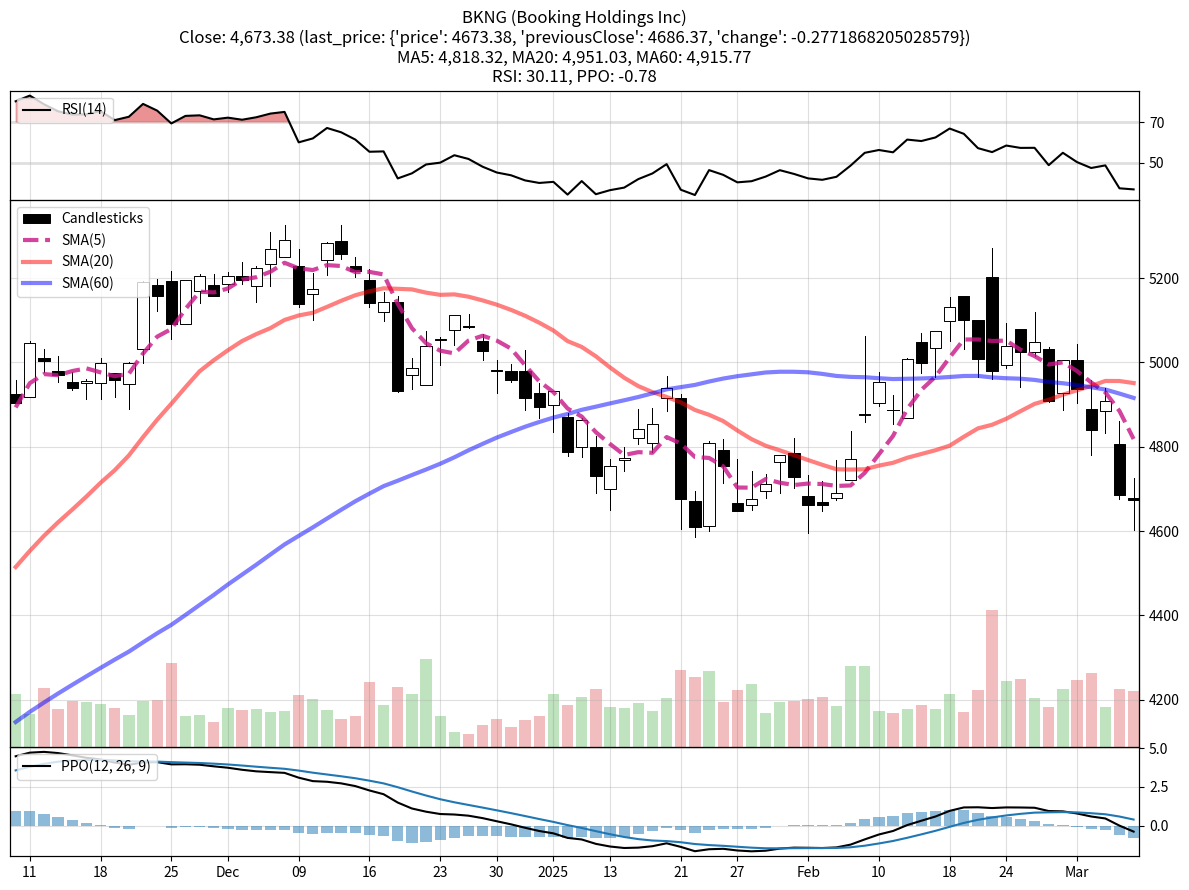 BKNG (Booking Holdings Inc)
Close: 4,673.38 (last_price: {'price': 4673.38, 'previousClose': 4686.37, 'change': -0.2771868205028579})
MA5: 4,818.32, MA20: 4,951.03, MA60: 4,915.77
RSI: 30.11, PPO: -0.78
RSI(14)
70
50
Candlesticks
SMA(5)
SMA(20)
SMA(60)
5200
5000
4800
4600
4400
4200
PPO(12, 26, 9)
5.0
2.5
0.0
11 18 25 Dec 09 16 23 30 2025 13 21 27 Feb 10 18 24 Mar